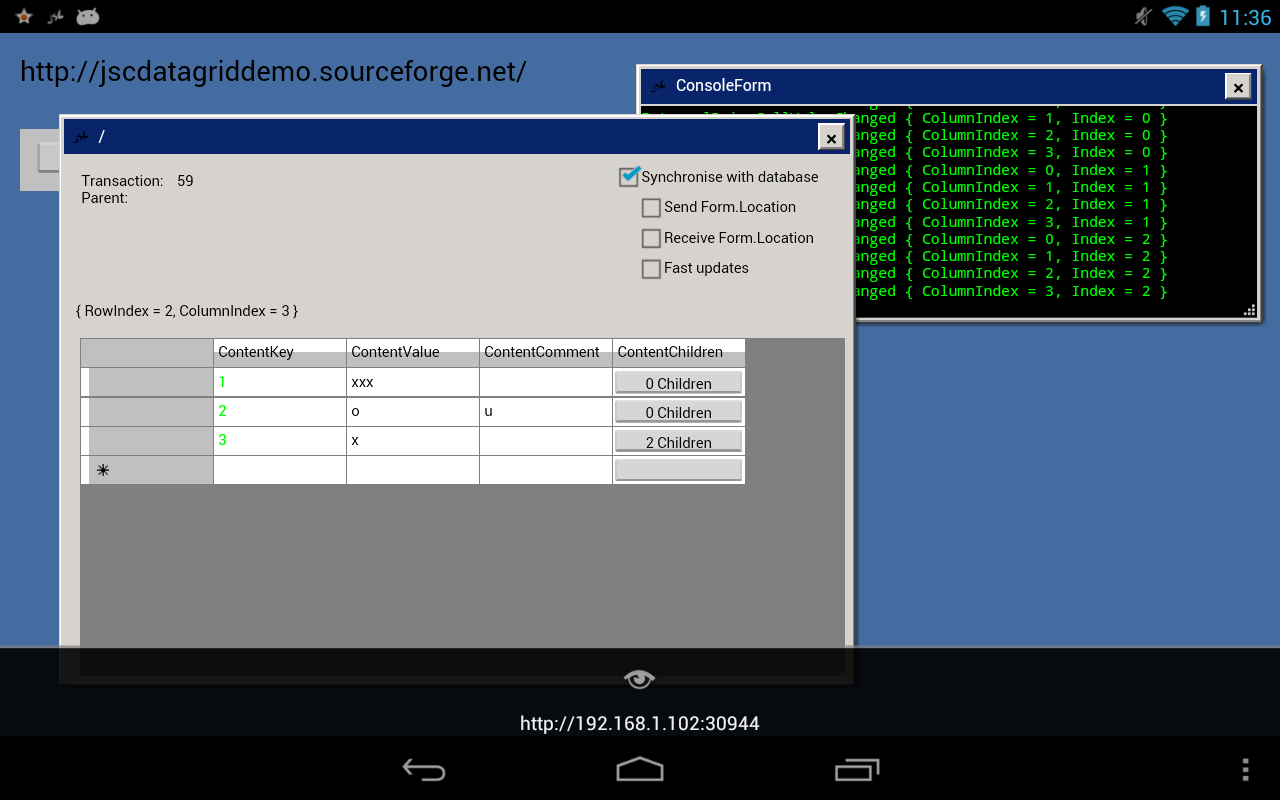 11:36
http://jscdatagriddemo.sourceforge.net/
ConsoleForm
anged { ColumnIndex = 1, Index = 0 }
anged { ColumnIndex = 2, Index = 0 }
anged { ColumnIndex = 3, Index = 0 }
anged { ColumnIndex = 0, Index = 1 }
anged { ColumnIndex = 1, Index = 1 }
anged { ColumnIndex = 2, Index = 1 }
anged { ColumnIndex = 3, Index = 1 }
anged { ColumnIndex = 0, Index = 2 }
anged { ColumnIndex = 1, Index = 2 }
anged { ColumnIndex = 2, Index = 2 }
anged { ColumnIndex = 3, Index = 2 }
/
Transaction: 59
Parent:
Synchronise with database
Send Form.Location
Receive Form.Location
Fast updates
{ RowIndex = 2, ColumnIndex = 3 }
ContentKey ContentValue ContentComment ContentChildren
1 xxx 0 Children
2 o u 0 Children
3 x 2 Children
http://192.168.1.102:30944